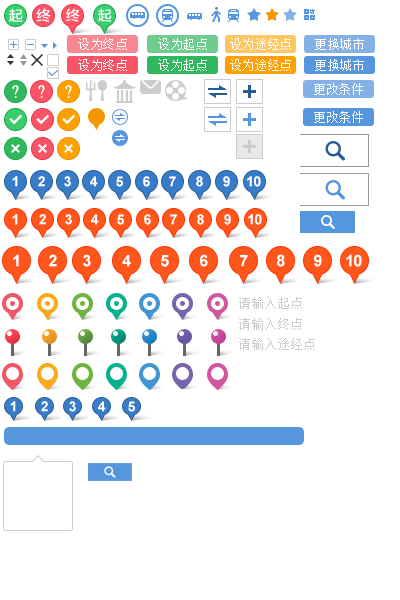 起 终 终 起
设为终点 设为起点 设为途经点 更换城市
设为终点 设为起点 设为途经点 更换城市
? ? ? 更改条件
更改条件
1 2 3 4 5 6 7 8 9 10
1 2 3 4 5 6 7 8 9 10
1 2 3 4 5 6 7 8 9 10
请输入起点
请输入终点
请输入途经点
1 2 3 4 5